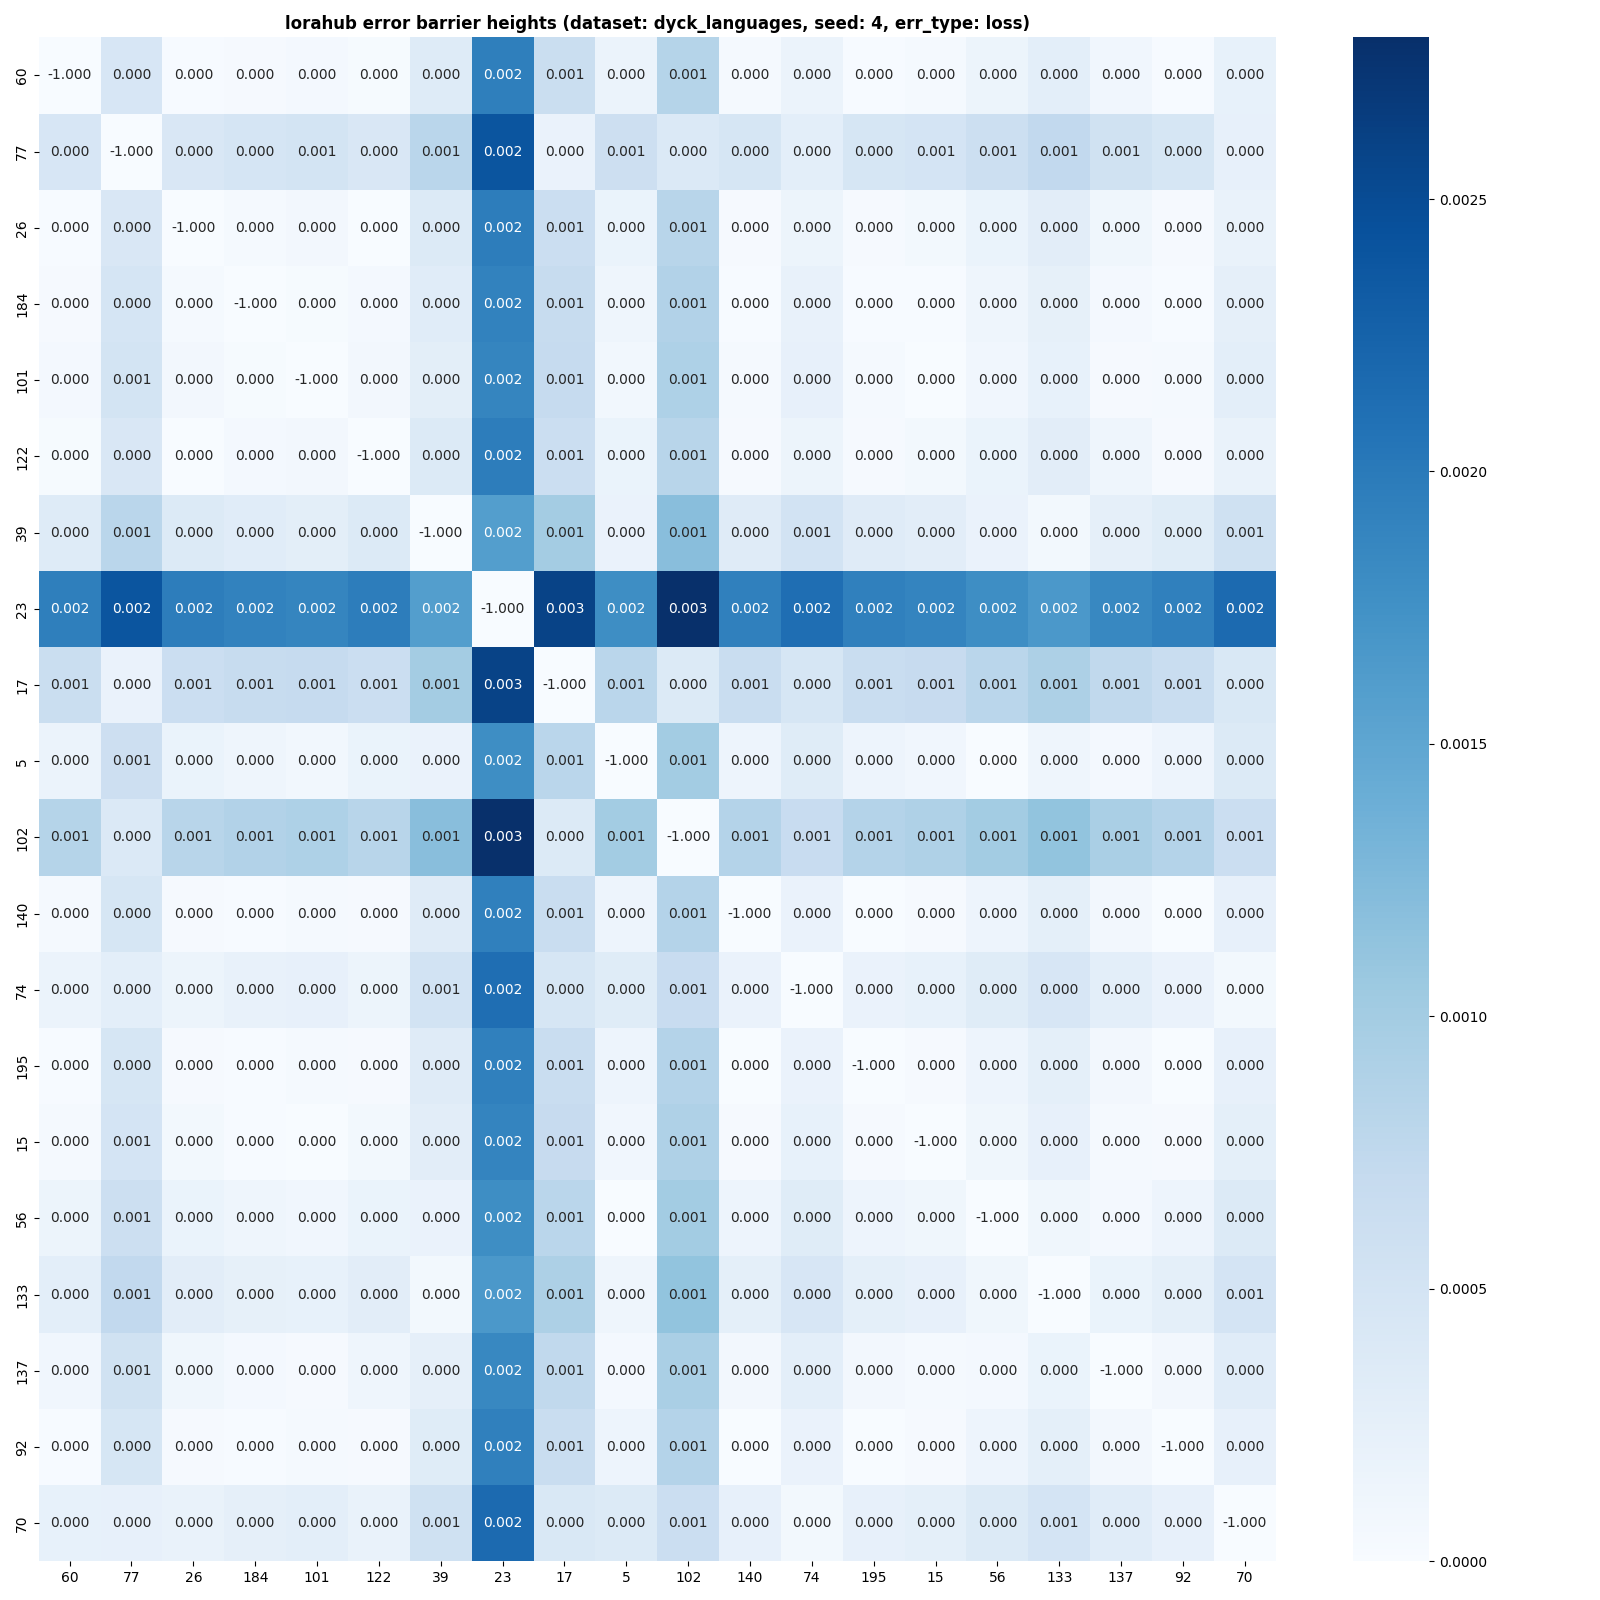 lorahub error barrier heights (dataset: dyck_languages, seed: 4, err_type: loss)
60 -1.000 0.000 0.000 0.000 0.000 0.000 0.000 0.002 0.001 0.000 0.001 0.000 0.000 0.000 0.000 0.000 0.000 0.000 0.000 0.000
77 0.000 -1.000 0.000 0.000 0.001 0.000 0.001 0.002 0.000 0.001 0.000 0.000 0.000 0.000 0.001 0.001 0.001 0.001 0.000 0.000
26 0.000 0.000 -1.000 0.000 0.000 0.000 0.000 0.002 0.001 0.000 0.001 0.000 0.000 0.000 0.000 0.000 0.000 0.000 0.000 0.000
184 0.000 0.000 0.000 -1.000 0.000 0.000 0.000 0.002 0.001 0.000 0.001 0.000 0.000 0.000 0.000 0.000 0.000 0.000 0.000 0.000
101 0.000 0.001 0.000 0.000 -1.000 0.000 0.000 0.002 0.001 0.000 0.001 0.000 0.000 0.000 0.000 0.000 0.000 0.000 0.000 0.000
122 0.000 0.000 0.000 0.000 0.000 -1.000 0.000 0.002 0.001 0.000 0.001 0.000 0.000 0.000 0.000 0.000 0.000 0.000 0.000 0.000
39 0.000 0.001 0.000 0.000 0.000 0.000 -1.000 0.002 0.001 0.000 0.001 0.000 0.001 0.000 0.000 0.000 0.000 0.000 0.000 0.001
23 0.002 0.002 0.002 0.002 0.002 0.002 0.002 -1.000 0.003 0.002 0.003 0.002 0.002 0.002 0.002 0.002 0.002 0.002 0.002 0.002
17 0.001 0.000 0.001 0.001 0.001 0.001 0.001 0.003 -1.000 0.001 0.000 0.001 0.000 0.001 0.001 0.001 0.001 0.001 0.001 0.000
5 0.000 0.001 0.000 0.000 0.000 0.000 0.000 0.002 0.001 -1.000 0.001 0.000 0.000 0.000 0.000 0.000 0.000 0.000 0.000 0.000
102 0.001 0.000 0.001 0.001 0.001 0.001 0.001 0.003 0.000 0.001 -1.000 0.001 0.001 0.001 0.001 0.001 0.001 0.001 0.001 0.001
140 0.000 0.000 0.000 0.000 0.000 0.000 0.000 0.002 0.001 0.000 0.001 -1.000 0.000 0.000 0.000 0.000 0.000 0.000 0.000 0.000
74 0.000 0.000 0.000 0.000 0.000 0.000 0.001 0.002 0.000 0.000 0.001 0.000 -1.000 0.000 0.000 0.000 0.000 0.000 0.000 0.000
195 0.000 0.000 0.000 0.000 0.000 0.000 0.000 0.002 0.001 0.000 0.001 0.000 0.000 -1.000 0.000 0.000 0.000 0.000 0.000 0.000
15 0.000 0.001 0.000 0.000 0.000 0.000 0.000 0.002 0.001 0.000 0.001 0.000 0.000 0.000 -1.000 0.000 0.000 0.000 0.000 0.000
56 0.000 0.001 0.000 0.000 0.000 0.000 0.000 0.002 0.001 0.000 0.001 0.000 0.000 0.000 0.000 -1.000 0.000 0.000 0.000 0.000
133 0.000 0.001 0.000 0.000 0.000 0.000 0.000 0.002 0.001 0.000 0.001 0.000 0.000 0.000 0.000 0.000 -1.000 0.000 0.000 0.001
137 0.000 0.001 0.000 0.000 0.000 0.000 0.000 0.002 0.001 0.000 0.001 0.000 0.000 0.000 0.000 0.000 0.000 -1.000 0.000 0.000
92 0.000 0.000 0.000 0.000 0.000 0.000 0.000 0.002 0.001 0.000 0.001 0.000 0.000 0.000 0.000 0.000 0.000 0.000 -1.000 0.000
70 0.000 0.000 0.000 0.000 0.000 0.000 0.001 0.002 0.000 0.000 0.001 0.000 0.000 0.000 0.000 0.000 0.001 0.000 0.000 -1.000
60 77 26 184 101 122 39 23 17 5 102 140 74 195 15 56 133 137 92 70
0.0025
0.0020
0.0015
0.0010
0.0005
0.0000